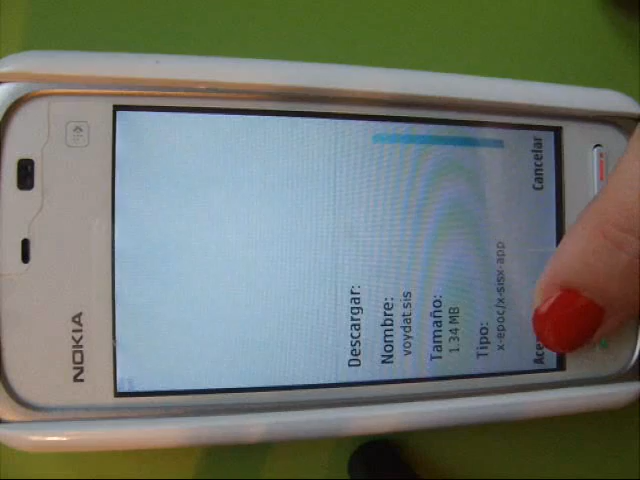 NOKIA
Descargar:
Nombre:
voydat.sis
Tamaño:
1.34 MB
Tipo:
x-epoc/x-sisx-app
Cancelar